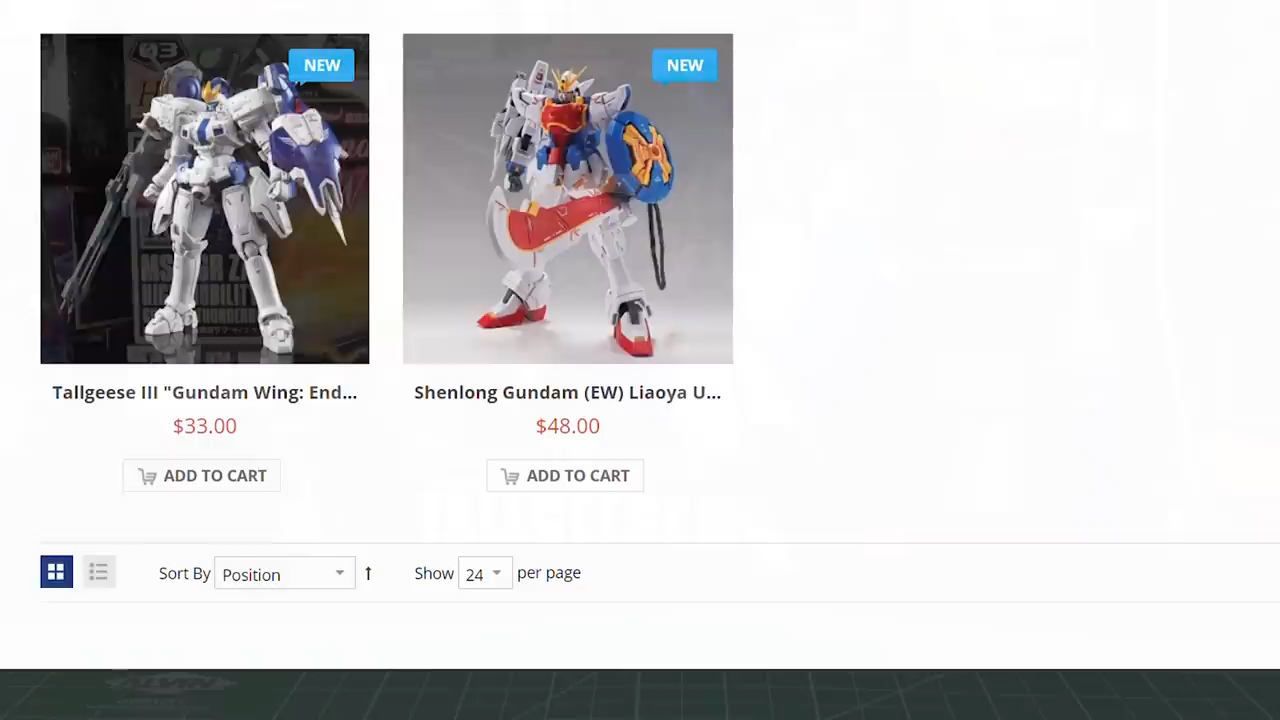 NEW
NEW
Tallgeese III "Gundam Wing: End...
Shenlong Gundam (EW) Liaoya U...
$33.00
$48.00
ADD TO CART
ADD TO CART
Sort By Position Show 24 per page